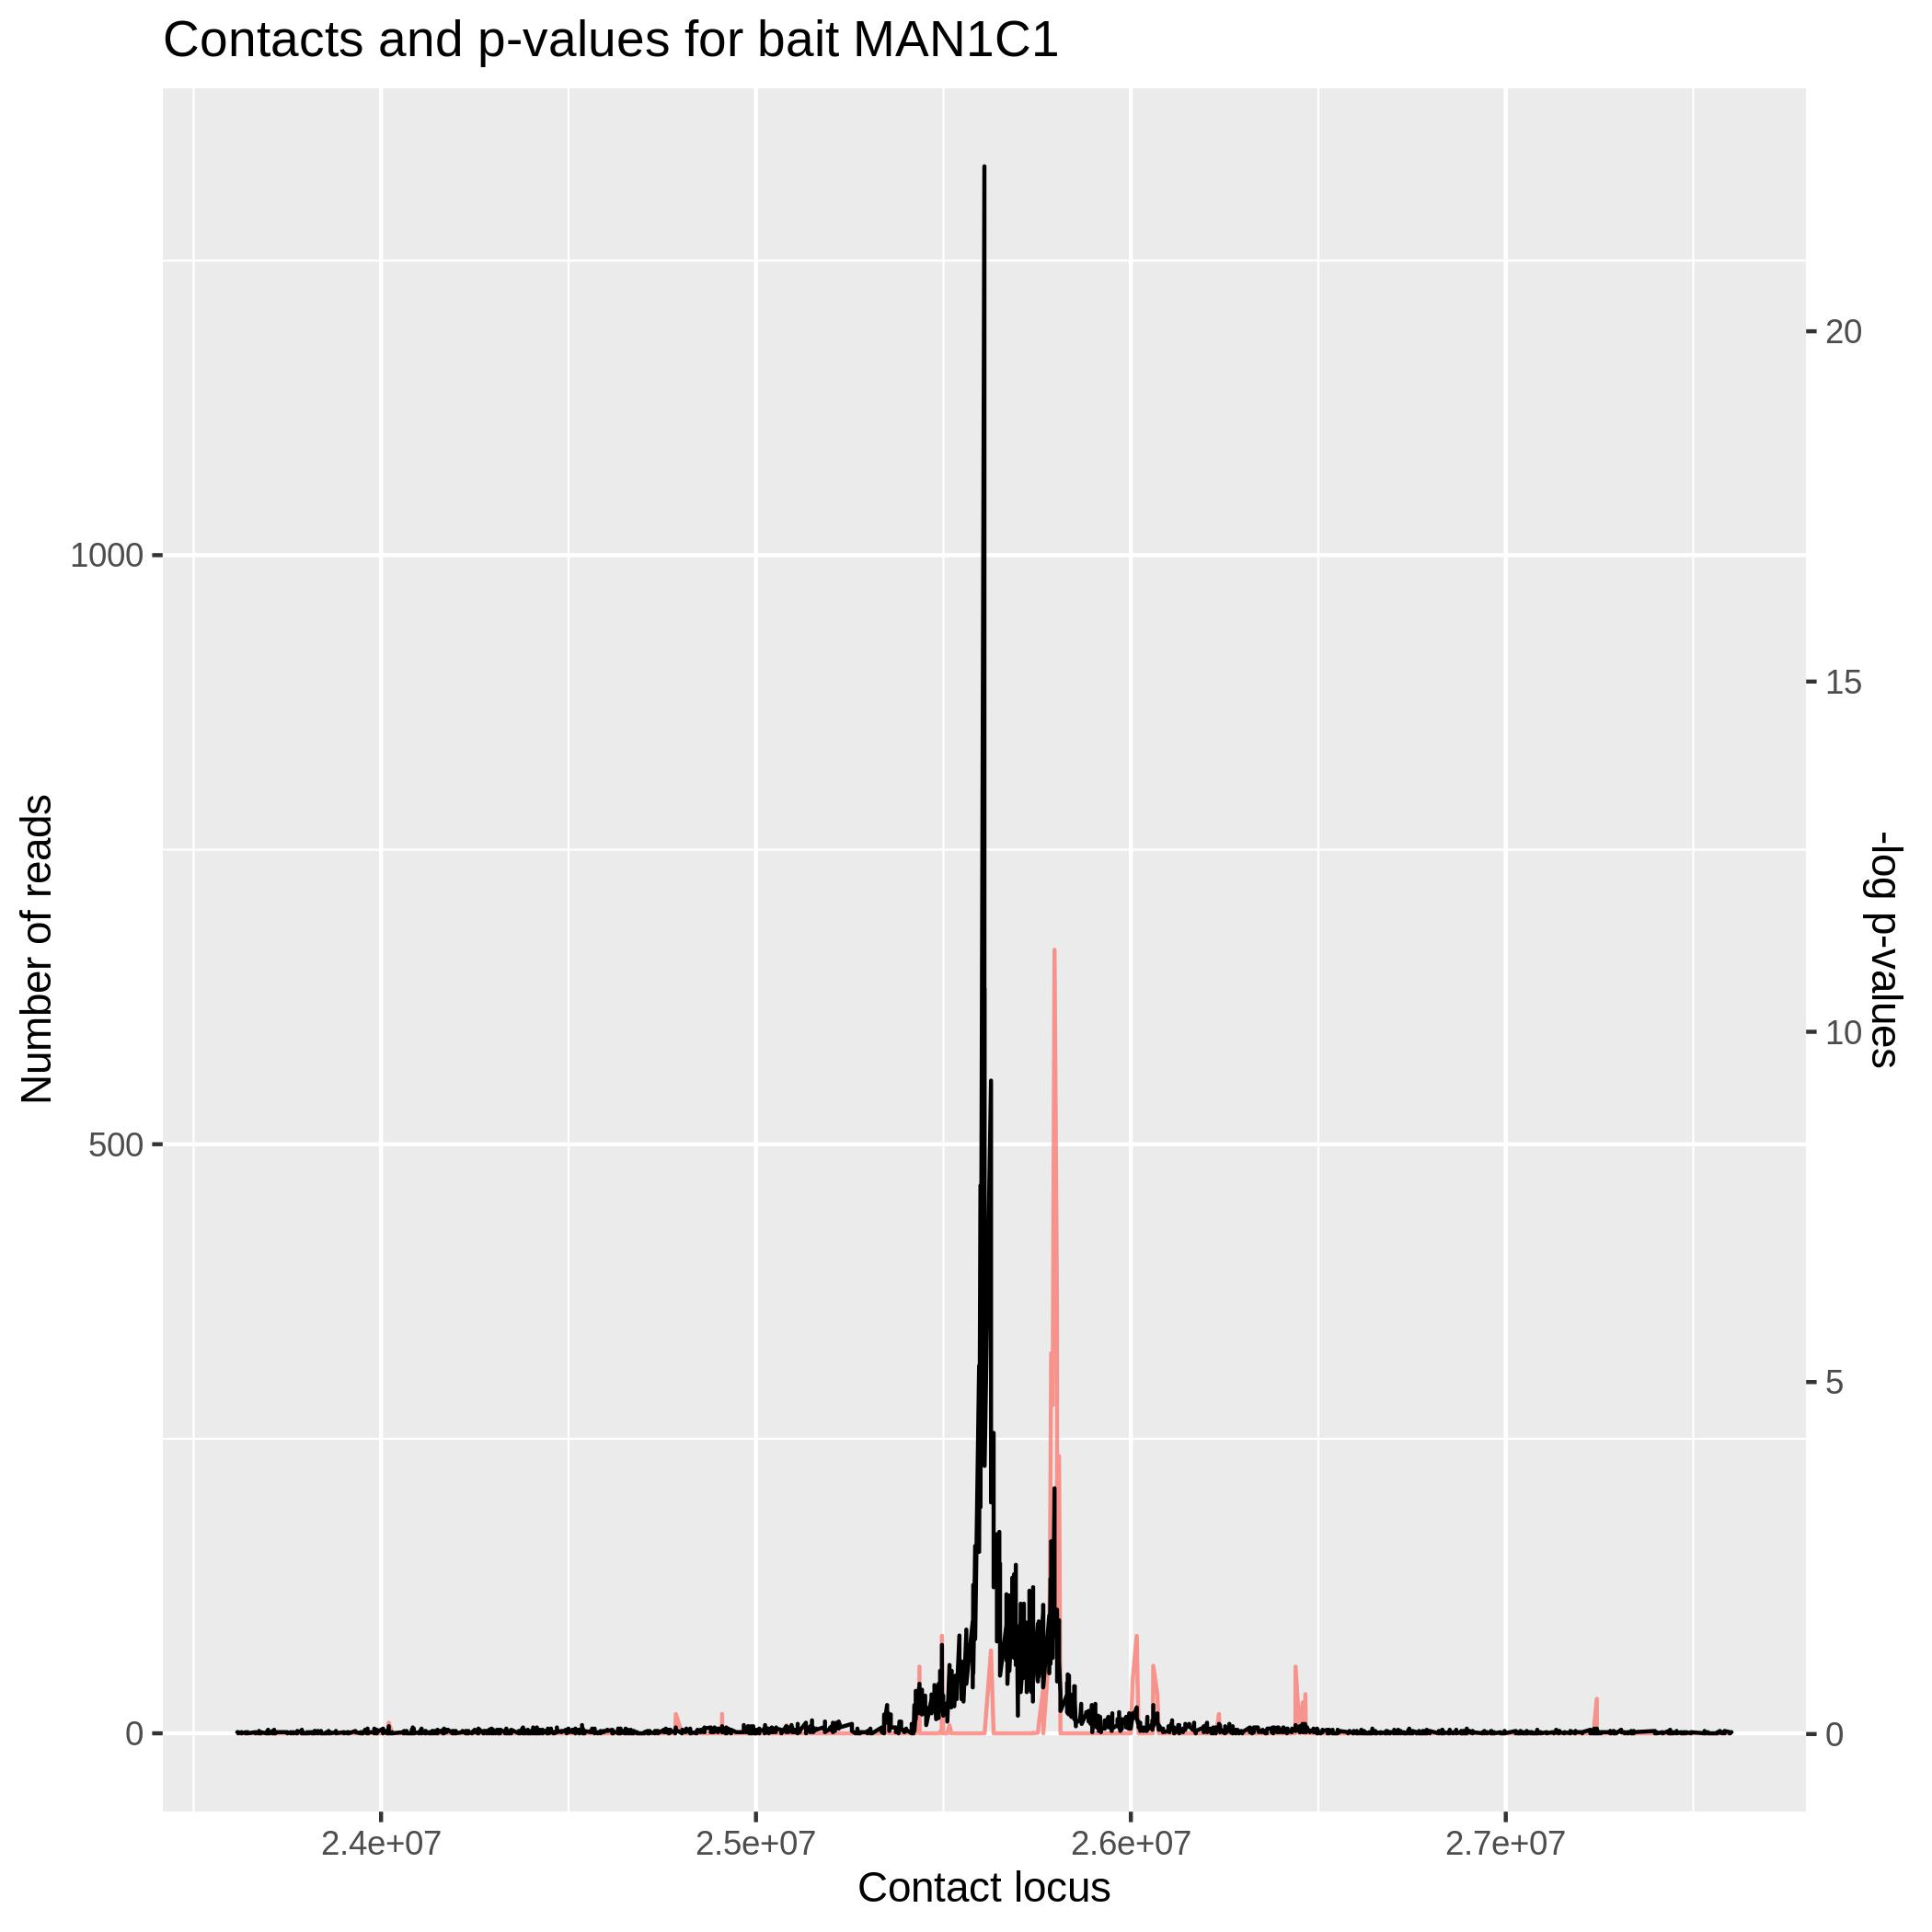 Contacts and p-values for bait MAN1C1
Number of reads
1000
500
0
20
15
10
5
0
-log p-values
2.4e+07
2.5e+07
2.6e+07
2.7e+07
Contact locus